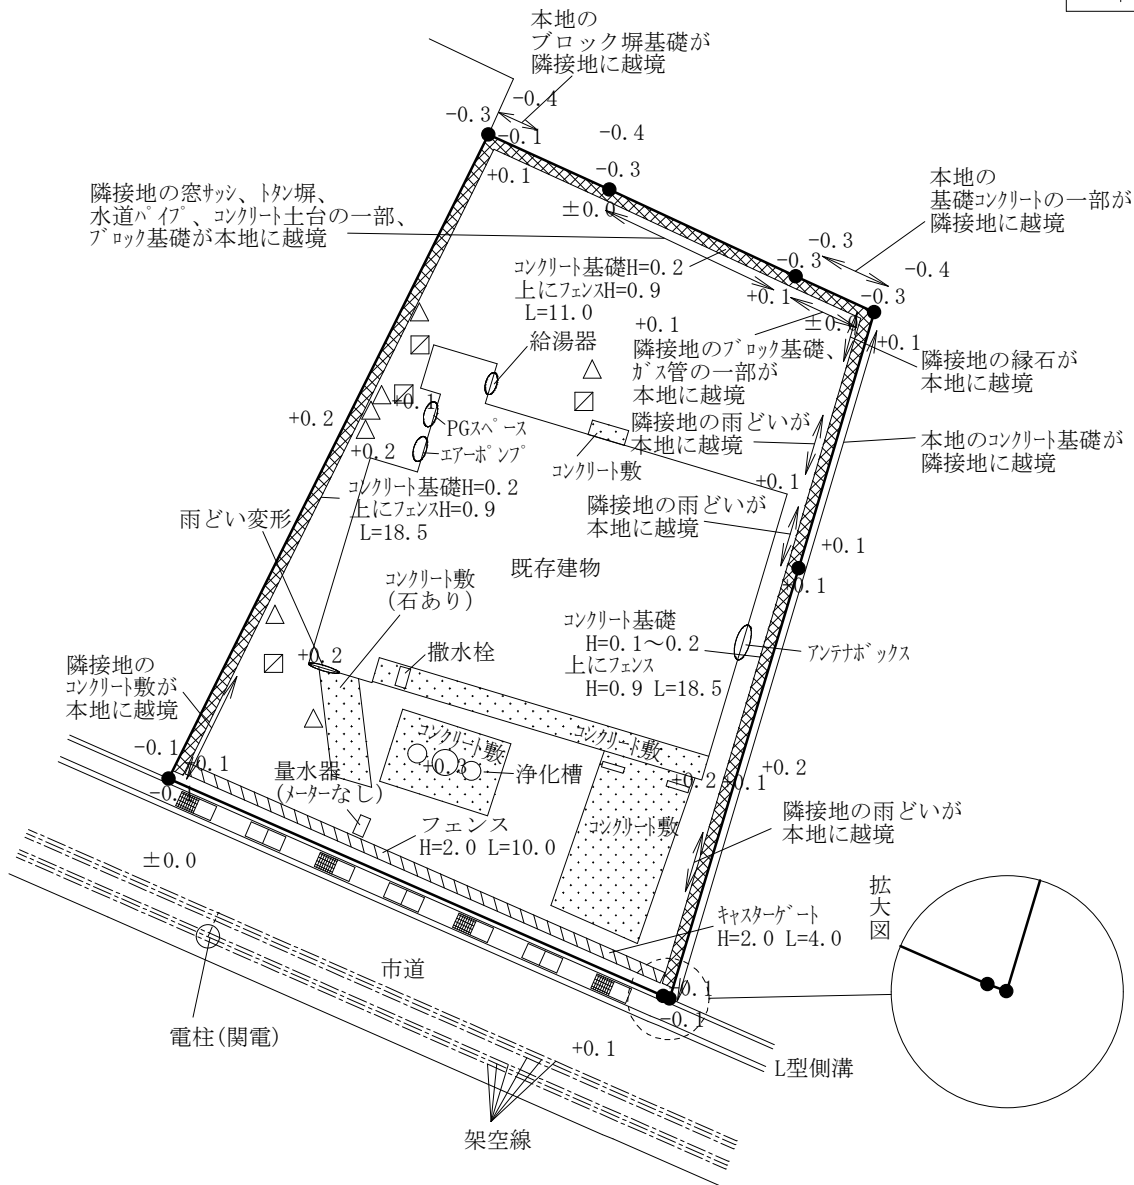 本地の
ブロック塀基礎が
隣接地に越境
-0.4
-0.3
-0.1
-0.4
-0.3
+0.1
±0.0
隣接地の窓ｻｯｼ、ﾄﾀﾝ塀、
水道ﾊﾟｲﾌﾟ、ｺﾝｸﾘｰﾄ土台の一部、
ﾌﾞﾛｯｸ基礎が本地に越境
本地の
基礎ｺﾝｸﾘｰﾄの一部が
隣接地に越境
-0.3
-0.3
-0.4
-0.3
ｺﾝｸﾘｰﾄ基礎H=0.2
上にﾌｪﾝｽH=0.9
L=11.0
+0.1
±0.0
+0.1
+0.1
給湯器
隣接地のﾌﾞﾛｯｸ基礎、
ｶﾞｽ管の一部が
本地に越境
隣接地の縁石が
本地に越境
+0.2
+0.1
PGｽﾍﾟｰｽ
ｴｱｰﾎﾟﾝﾌﾟ
+0.2
隣接地の雨どいが
本地に越境
本地のｺﾝｸﾘｰﾄ基礎が
隣接地に越境
ｺﾝｸﾘｰﾄ敷
+0.1
ｺﾝｸﾘｰﾄ基礎H=0.2
上にﾌｪﾝｽH=0.9
L=18.5
雨どい変形
隣接地の雨どいが
本地に越境
+0.1
+0.1
既存建物
ｺﾝｸﾘｰﾄ敷
(石あり)
ｺﾝｸﾘｰﾄ基礎
H=0.1～0.2
上にﾌｪﾝｽ
H=0.9 L=18.5
ｱﾝﾃﾅﾎﾞｯｸｽ
+0.2
撒水栓
隣接地の
ｺﾝｸﾘｰﾄ敷が
本地に越境
ｺﾝｸﾘｰﾄ敷
ｺﾝｸﾘｰﾄ敷
-0.1
+0.1
-0.1
量水器
(ﾒｰﾀｰなし)
+0.3
浄化槽
+0.2
+0.1
+0.2
ｺﾝｸﾘｰﾄ敷
隣接地の雨どいが
本地に越境
フェンス
H=2.0 L=10.0
±0.0
拡大図
ｷｬｽﾀｰｹﾞｰﾄ
H=2.0 L=4.0
市道
+0.1
-0.1
電柱(関電)
+0.1
L型側溝
架空線